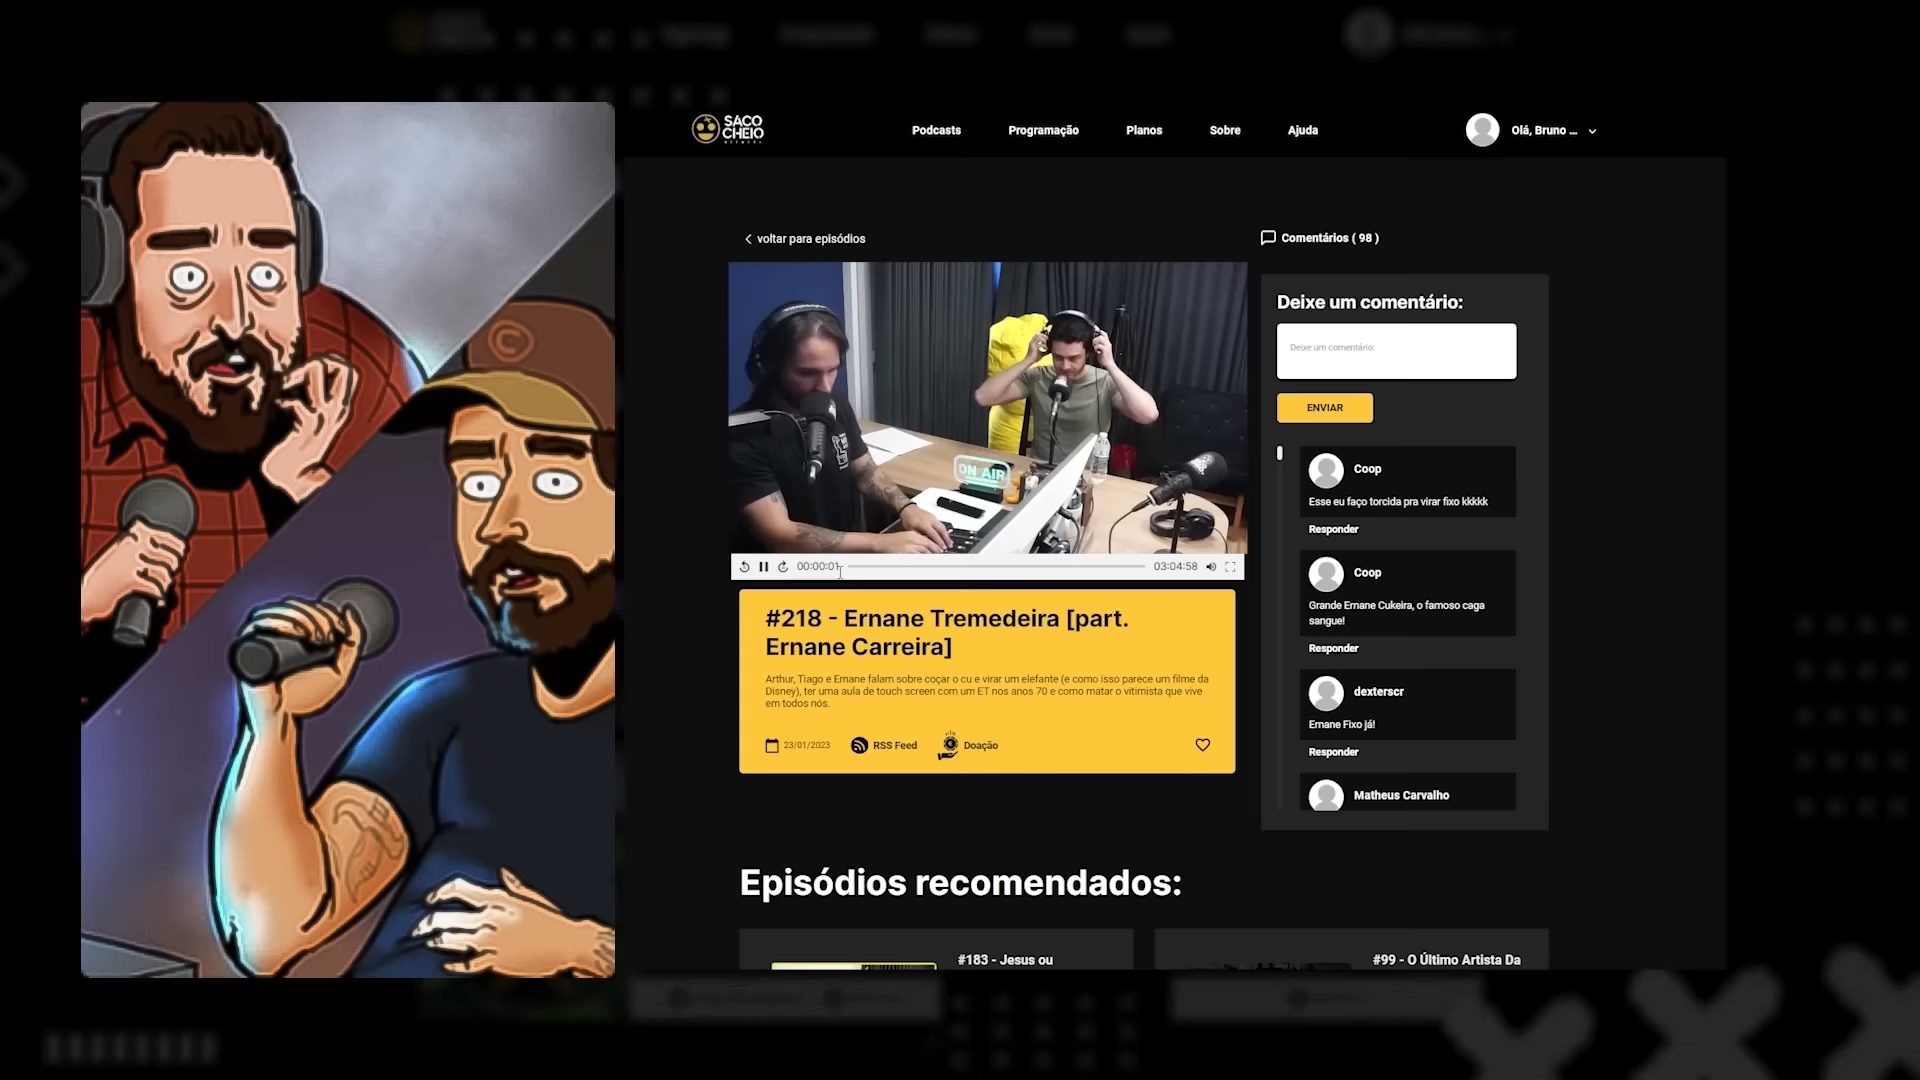 SACO
CHEIO
Podcasts
Programação
Planos
Sobre
Ajuda
Olá, Bruno ...
voltar para episódios
Comentários ( 98 )
Deixe um comentário:
Deixe um comentário:
ENVIAR
ON AIR
00:00:01
03:04:58
#218 - Ernane Tremedeira [part.
Ernane Carreira]
Arthur, Tiago e Ernane falam sobre coçar o cu e virar um elefante (e como isso parece um filme da
Disney), ter uma aula de touch screen com um ET nos anos 70 e como matar o vitimista que vive
em todos nós.
23/01/2023
RSS Feed
Doação
Coop
Esse eu faço torcida pra virar fixo kkkkk
Responder
Coop
Grande Ernane Cukeira, o famoso caga
sangue!
Responder
dexterscr
Ernane Fixo já!
Responder
Matheus Carvalho
Episódios recomendados:
#183 - Jesus ou
#99 - O Último Artista Da